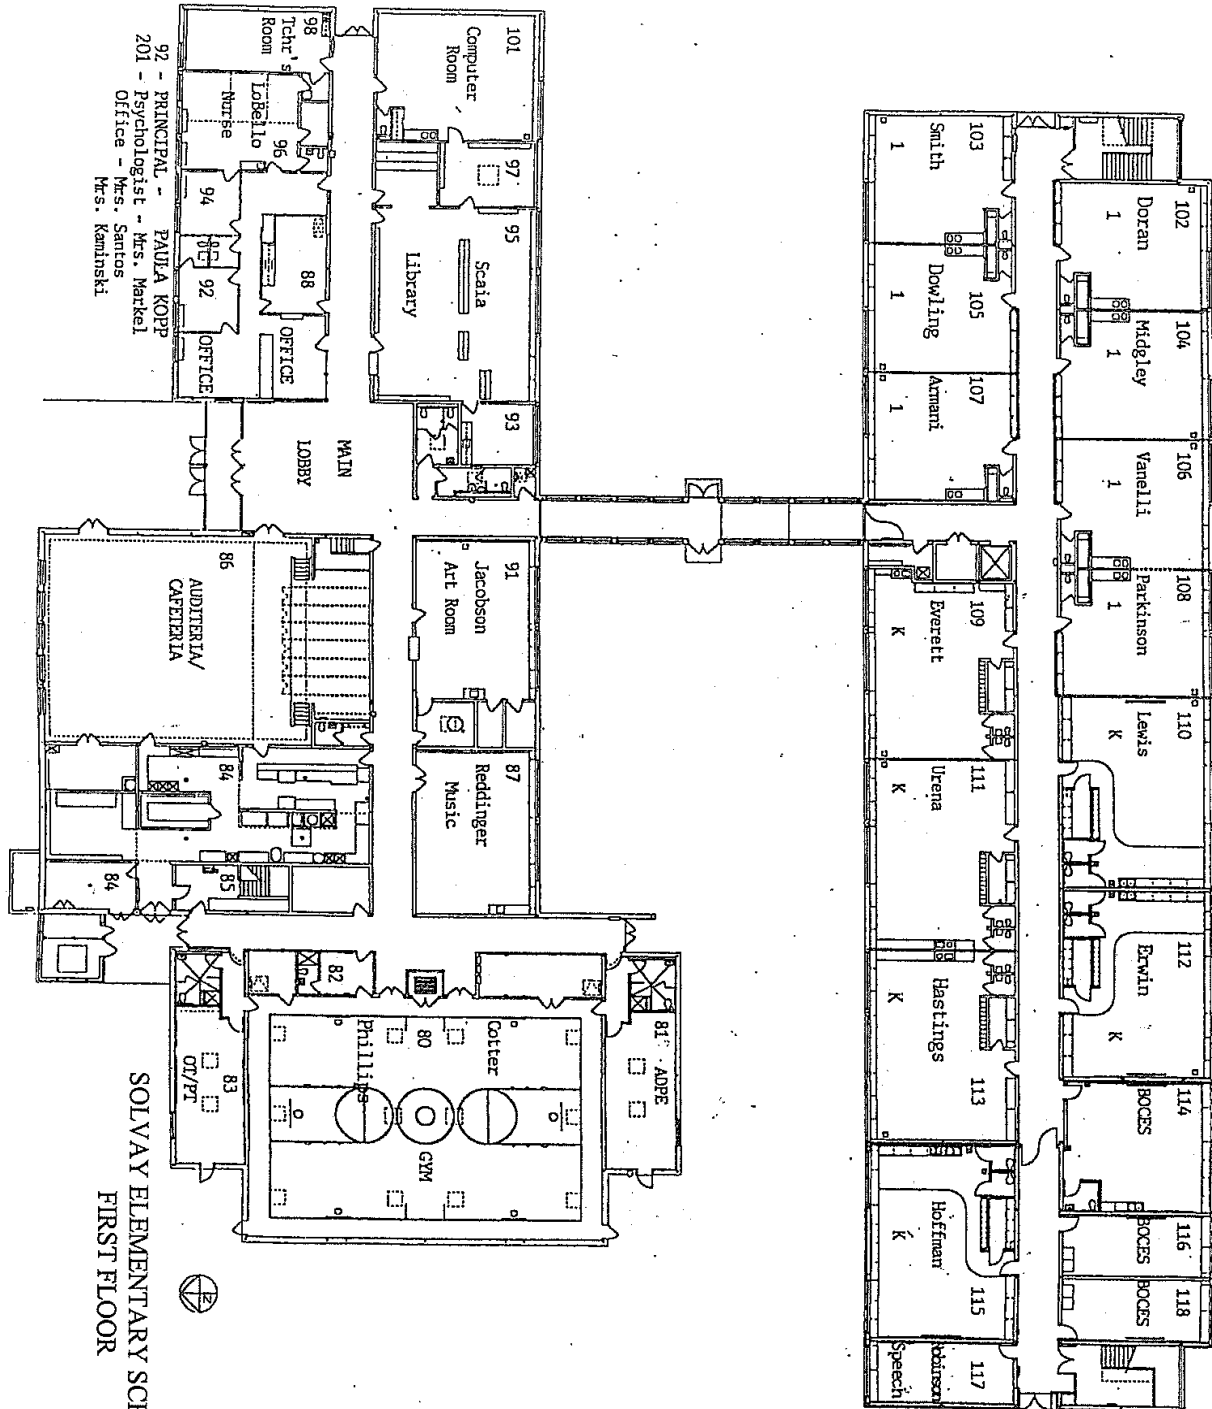 98
Tchr's
Room
LoBello
Nurse
96
94
92
88
OFFICE
OFFICE
92 - PRINCIPAL - PAULA KOPP
201 - Psychologist - Mrs. Markel
Office - Mrs. Santos
Mrs. Kaminski
101
Computer
Room
97
95
Scaia
Library
93
MAIN
LOBBY
86
AUDITERIA/
CAFETERIA
91
Jacobson
Art Room
87
Reddinger
Music
84
84
85
82
81
ADPE
80
Cotter
Phillips
GYM
83
OT/PT
103
Smith
1
105
Dowling
1
107
Armani
1
109
Everett
K
111
Urena
K
Hastings
113
K
Hoffman
115
K
117
obinson
Speech
102
Doran
1
104
Midgley
1
106
Vanelli
1
108
Parkinson
1
110
Lewis
K
112
Erwin
K
114
BOCES
116
BOCES
118
BOCES
N
SOLVAY ELEMENTARY SC
FIRST FLOOR